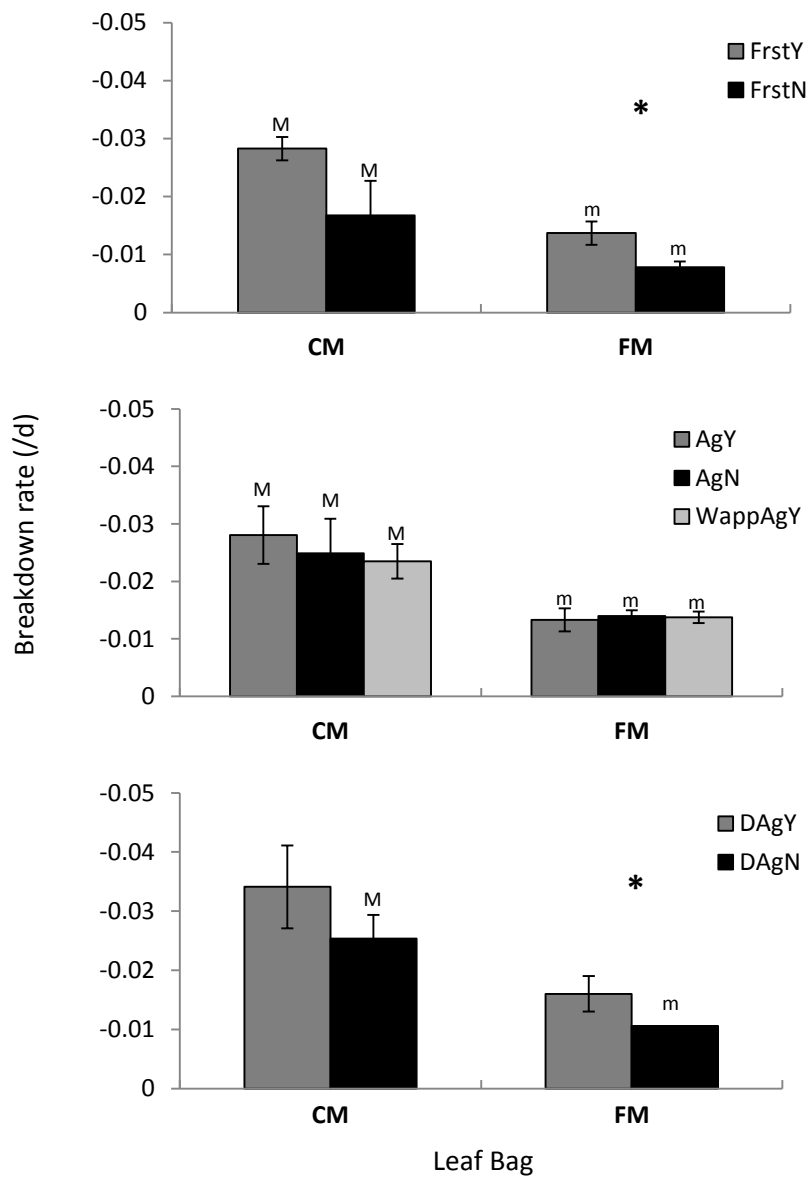 -0.05
-0.04
-0.03
-0.02
-0.01
0
FrstY
FrstN
*
M
M
m
m
CM
FM
Breakdown rate (/d)
-0.05
-0.04
-0.03
-0.02
-0.01
0
AgY
AgN
WappAgY
M
M
M
m
m
m
CM
FM
-0.05
-0.04
-0.03
-0.02
-0.01
0
DAgY
DAgN
*
M
m
CM
FM
Leaf Bag